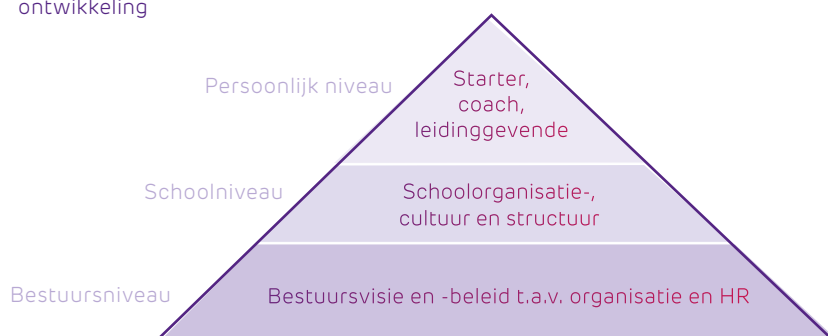 ontwikkeling
Persoonlijk niveau
Starter,
coach,
leidinggevende
Schoolniveau
Schoolorganisatie-,
cultuur en structuur
Bestuursniveau
Bestuursvisie en -beleid t.a.v. organisatie en HR